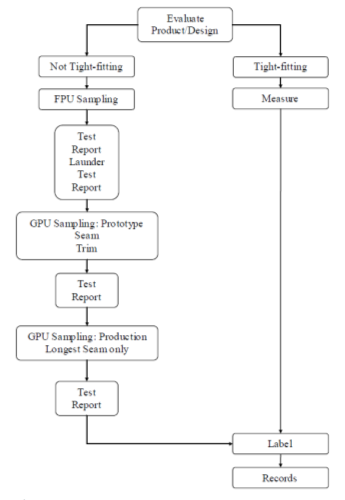 Evaluate
Product/Design
Not Tight-fitting
Tight-fitting
FPU Sampling
Measure
Test
Report
Launder
Test
Report
GPU Sampling: Prototype
Seam
Trim
Test
Report
GPU Sampling: Production
Longest Seam only
Test
Report
Label
Records